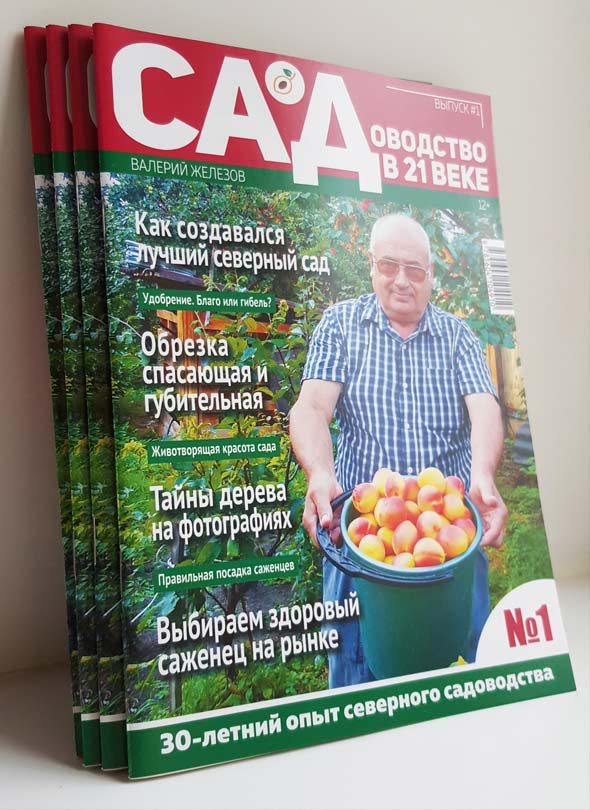 САД
ОВОДСТВО
В 21 ВЕКЕ
ВЫПУСК #1
ВАЛЕРИЙ ЖЕЛЕЗОВ
12+
Как создавался
лучший северный сад
Удобрение. Благо или гибель?
Обрезка
спасающая и
губительная
Животворящая красота сада
Тайны дерева
на фотографиях
Правильная посадка саженцев
Выбираем здоровый
саженец на рынке
№1
30-летний опыт северного садоводства